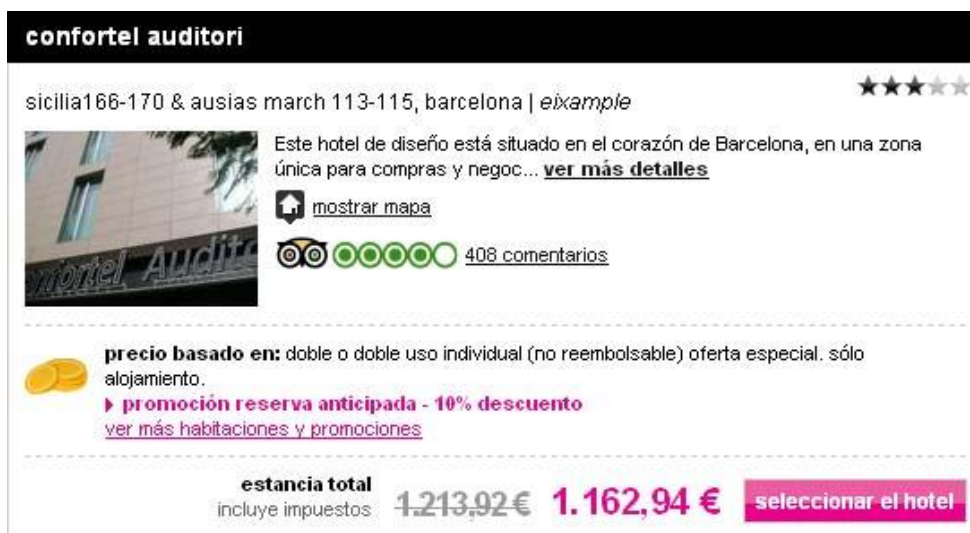 confortel auditori
sicilia166-170 & ausias march 113-115, barcelona | eixample
Este hotel de diseño está situado en el corazón de Barcelona, en una zona
única para compras y negoc... ver más detalles
mostrar mapa
408 comentarios
onfortel Audito
precio basado en: doble o doble uso individual (no reembolsable) oferta especial. sólo
alojamiento.
promoción reserva anticipada - 10% descuento
ver más habitaciones y promociones
estancia total
incluye impuestos
1.213,92 € 1.162,94 € seleccionar el hotel